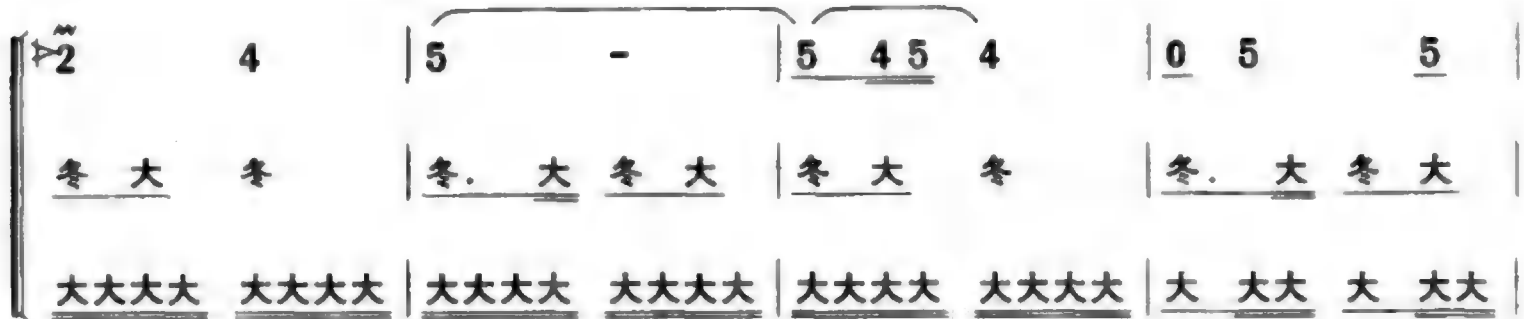 2 4 | 5 - | 5 4 5 4 | 0 5 5 |
冬 大 冬 | 冬. 大 冬 大 | 冬 大 冬 | 冬. 大 冬 大 |
大大大大 大大大大 | 大大大大 大大大大 | 大大大大 大大大大 | 大 大大 大 大大 |